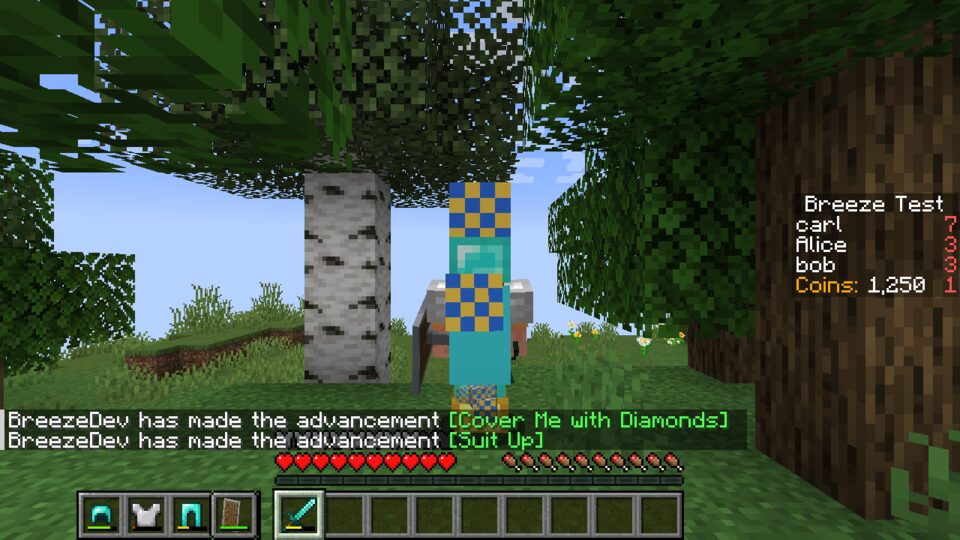 Breeze Test
carl 7
Alice 3
bob 3
Coins: 1,250 1
BreezeDev has made the advancement [Cover Me with Diamonds]
BreezeDev has made the advancement [Suit Up]